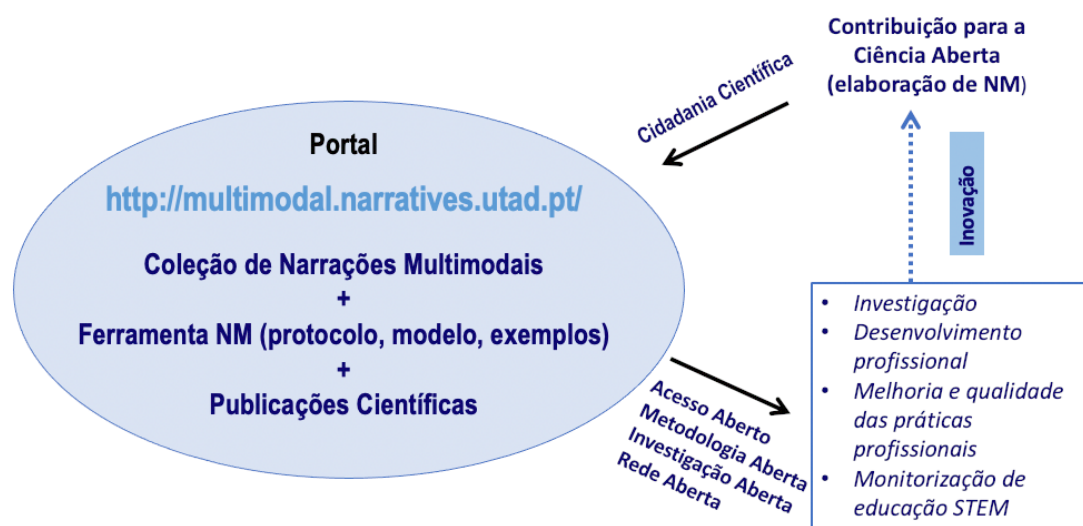 Portal
http://multimodal.narratives.utad.pt/
Coleção de Narrações Multimodais
+
Ferramenta NM (protocolo, modelo, exemplos)
+
Publicações Científicas
Cidadania Científica
Contribuição para a
Ciência Aberta
(elaboração de NM)
Inovação
Acesso Aberto
Metodologia Aberta
Investigação Aberta
Rede Aberta
• Investigação
• Desenvolvimento
profissional
• Melhoria e qualidade
das práticas
profissionais
• Monitorização de
educação STEM